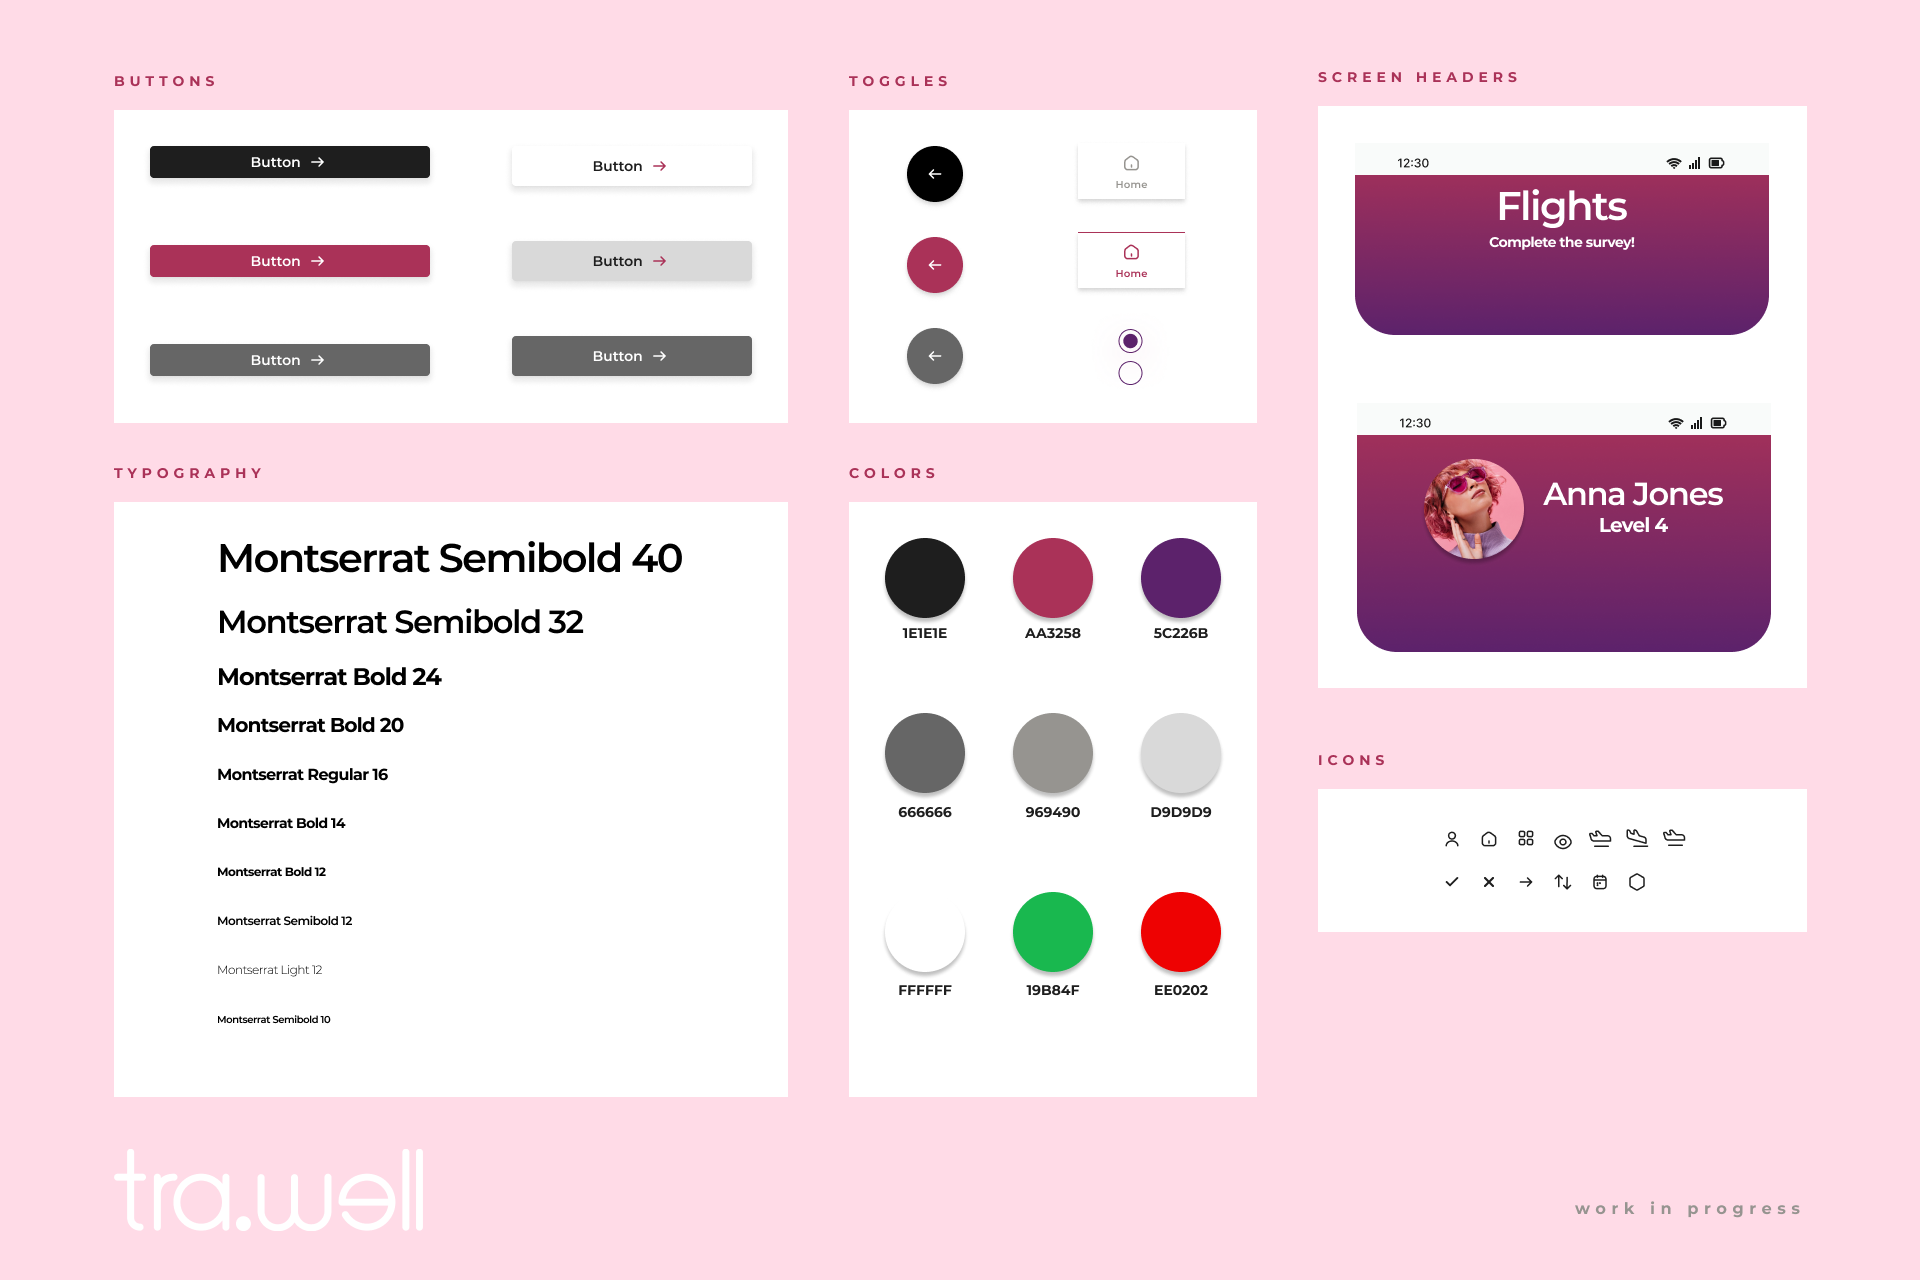 BUTTONS
Button
Button
Button
Button
Button
Button
TOGGLES
Home
Home
SCREEN HEADERS
12:30
Flights
Complete the survey!
12:30
Anna Jones
Level 4
TYPOGRAPHY
Montserrat Semibold 40
Montserrat Semibold 32
Montserrat Bold 24
Montserrat Bold 20
Montserrat Regular 16
Montserrat Bold 14
Montserrat Bold 12
Montserrat Semibold 12
Montserrat Light 12
Montserrat Semibold 10
COLORS
1E1E1E
AA3258
5C226B
666666
969490
D9D9D9
FFFFFF
19B84F
EE0202
ICONS
tra.well
work in progress